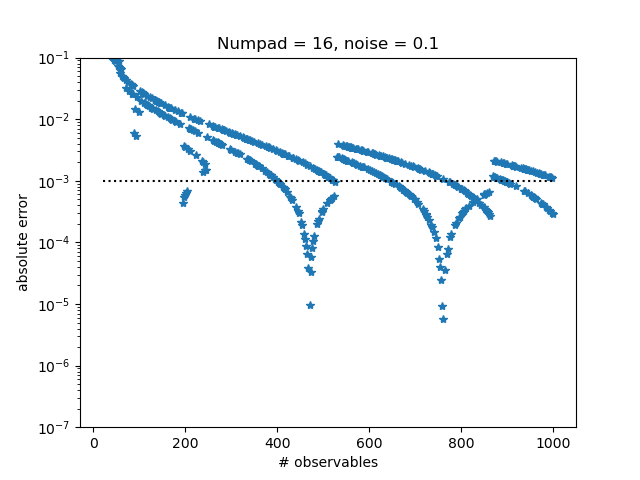 Numpad = 16, noise = 0.1
10⁻¹
10⁻²
10⁻³
10⁻⁴
10⁻⁵
10⁻⁶
10⁻⁷
absolute error
0 200 400 600 800 1000
# observables